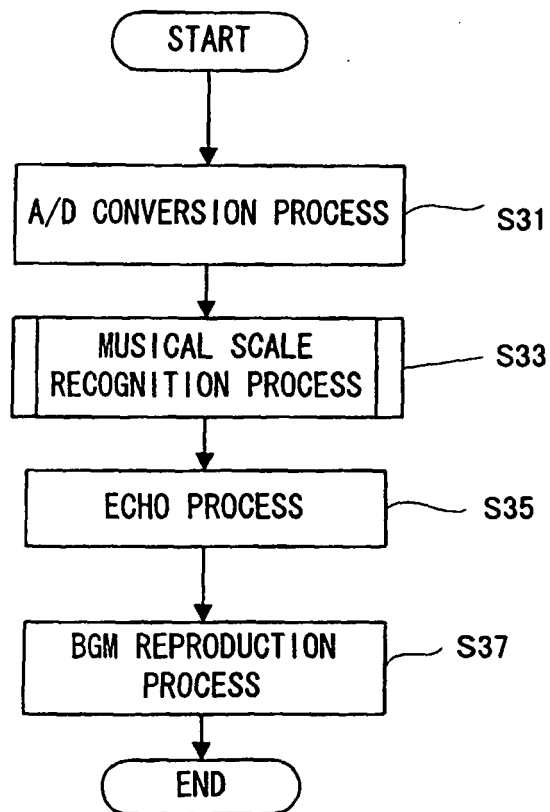 START
A/D CONVERSION PROCESS
S31
MUSICAL SCALE
RECOGNITION PROCESS
S33
ECHO PROCESS
S35
BGM REPRODUCTION
PROCESS
S37
END